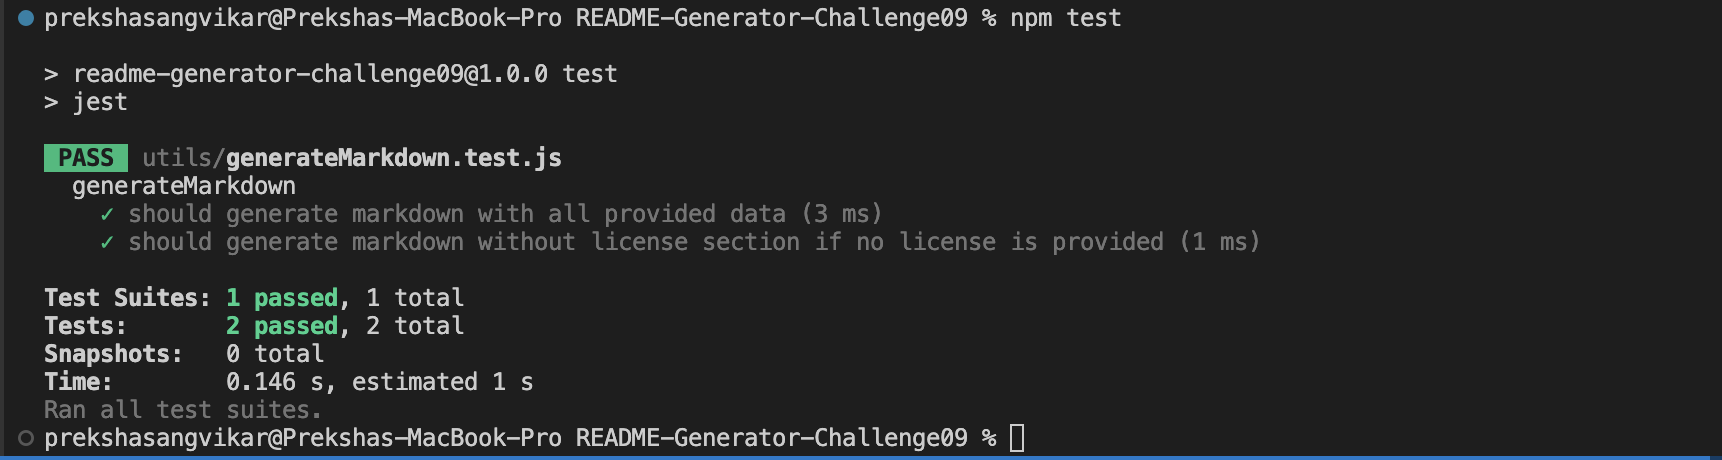 prekshasangvikar@Prekshas-MacBook-Pro README-Generator-Challenge09 % npm test
> readme-generator-challenge09@1.0.0 test
> jest
PASS utils/generateMarkdown.test.js
generateMarkdown
✓ should generate markdown with all provided data (3 ms)
✓ should generate markdown without license section if no license is provided (1 ms)
Test Suites: 1 passed, 1 total
Tests: 2 passed, 2 total
Snapshots: 0 total
Time: 0.146 s, estimated 1 s
Ran all test suites.
prekshasangvikar@Prekshas-MacBook-Pro README-Generator-Challenge09 %